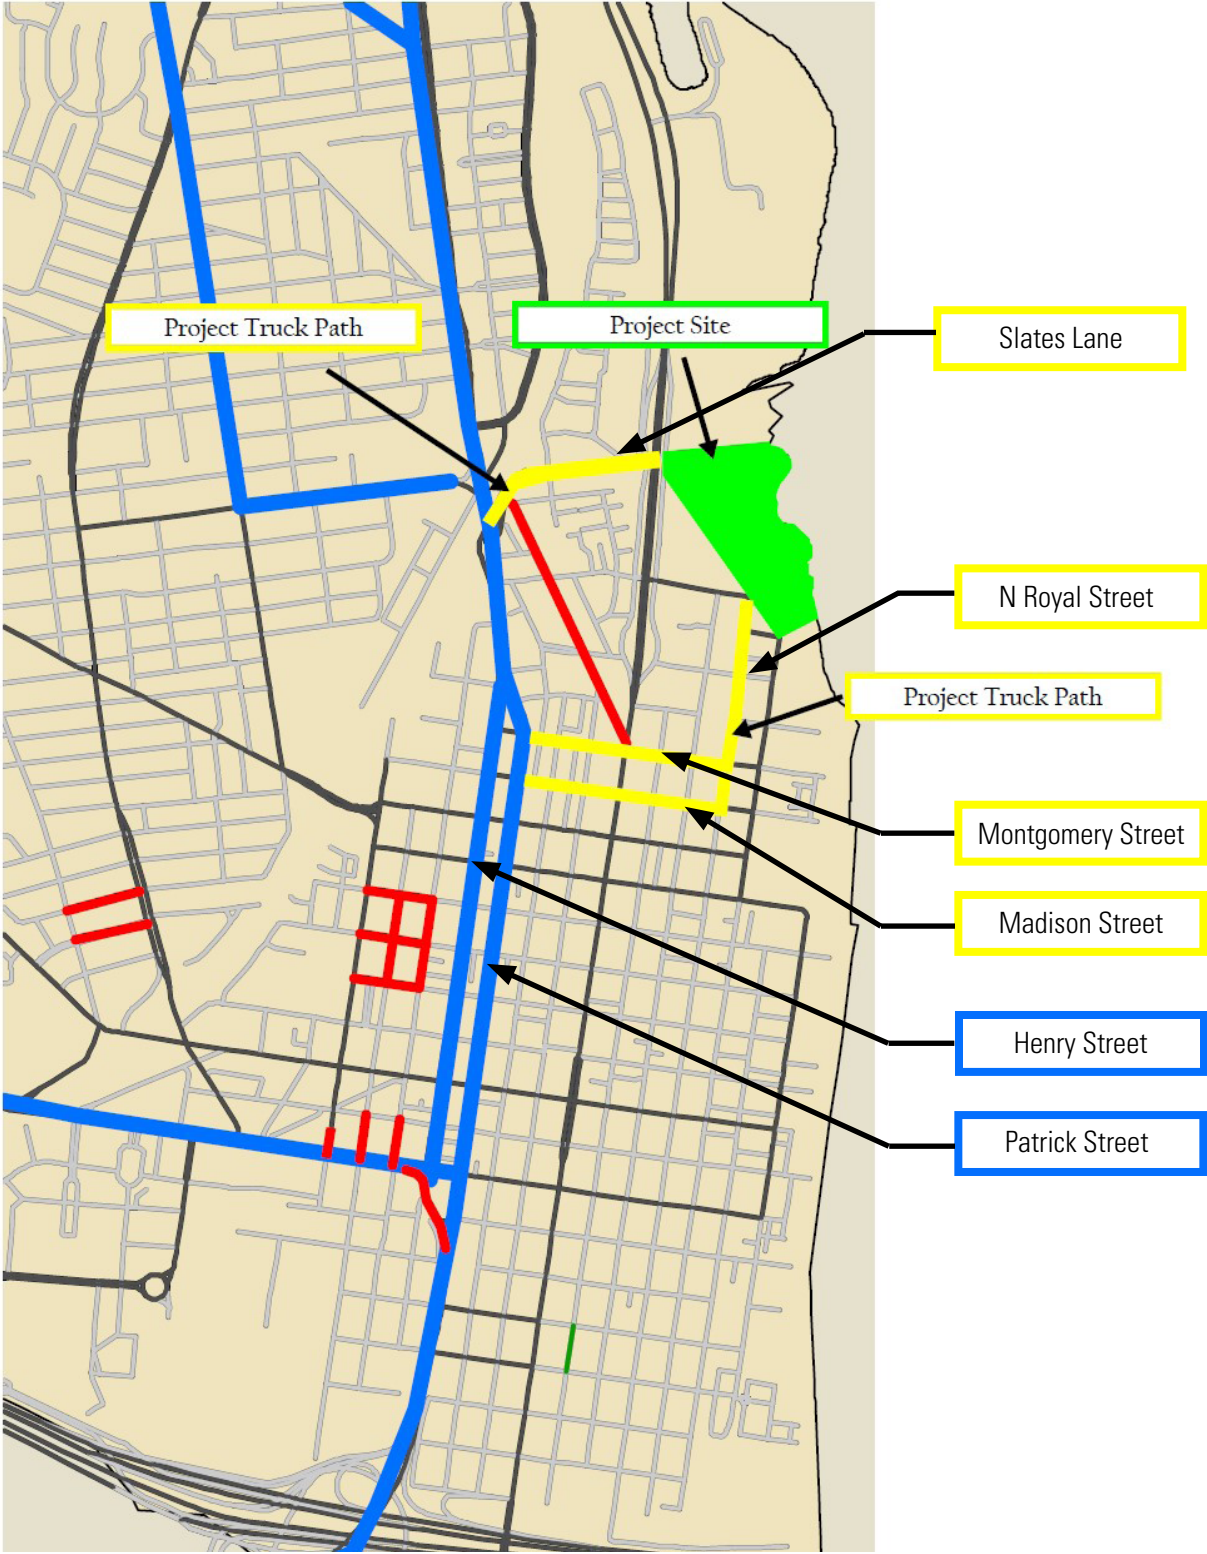 Project Truck Path
Project Site
Slates Lane
N Royal Street
Project Truck Path
Montgomery Street
Madison Street
Henry Street
Patrick Street